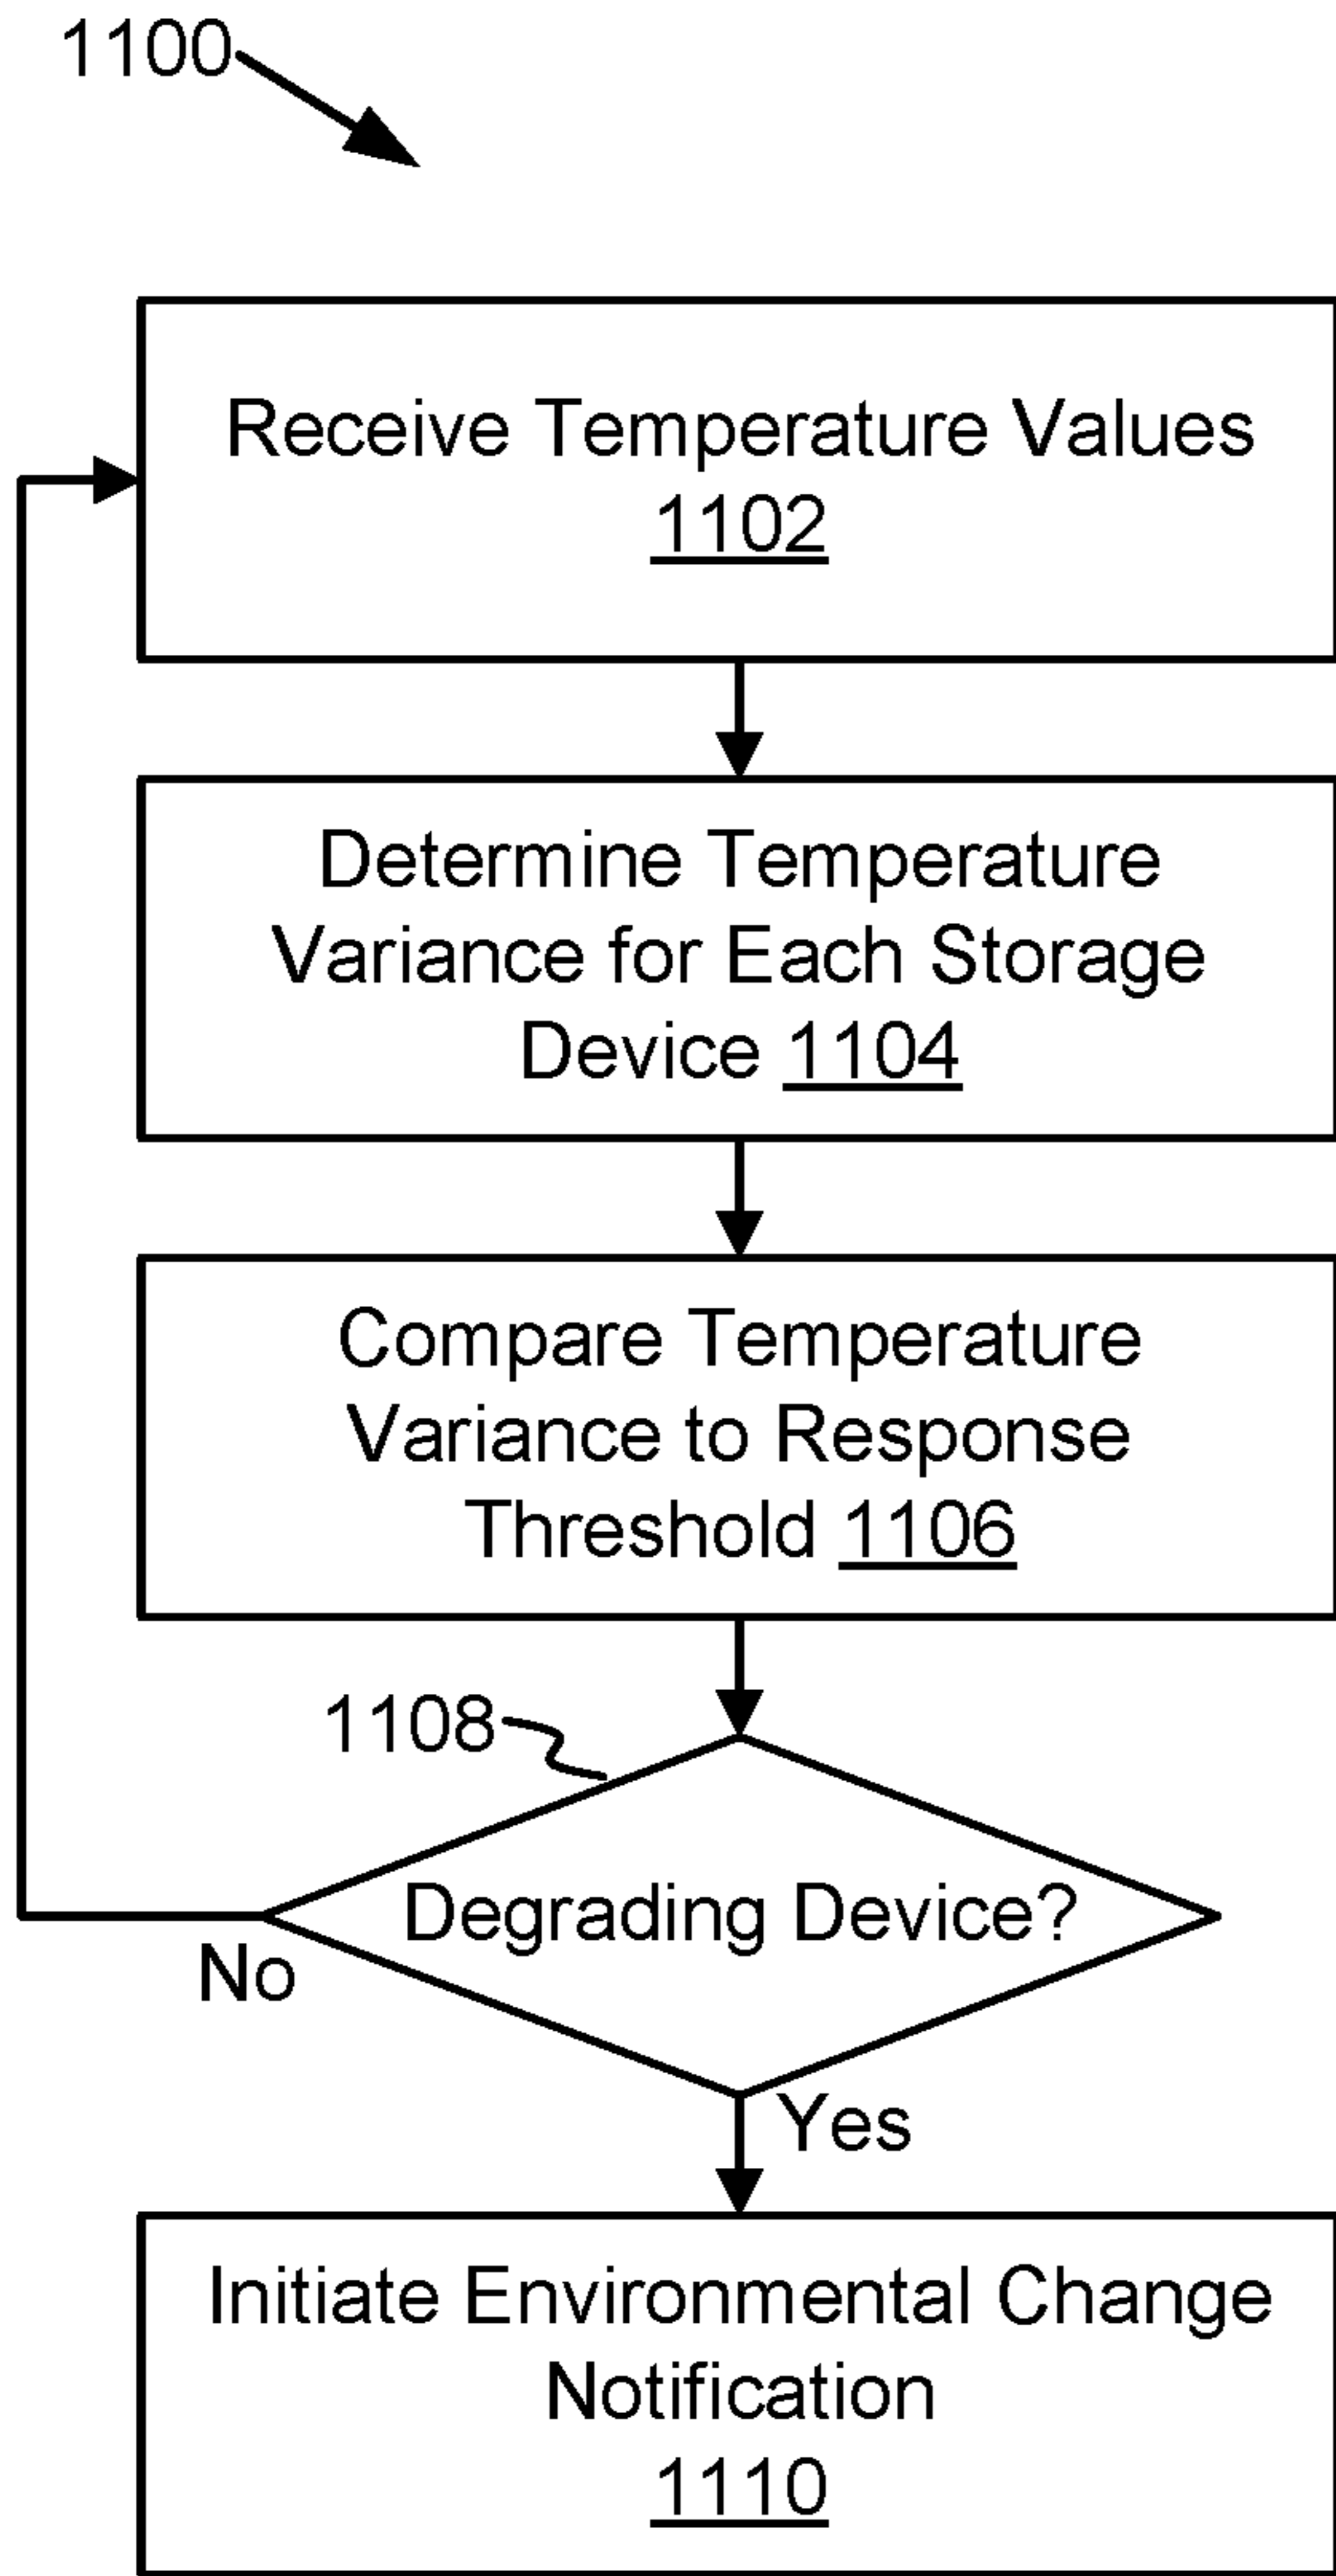 1100
Receive Temperature Values
1102
Determine Temperature
Variance for Each Storage
Device 1104
Compare Temperature
Variance to Response
Threshold 1106
1108
Degrading Device?
No
Yes
Initiate Environmental Change
Notification
1110